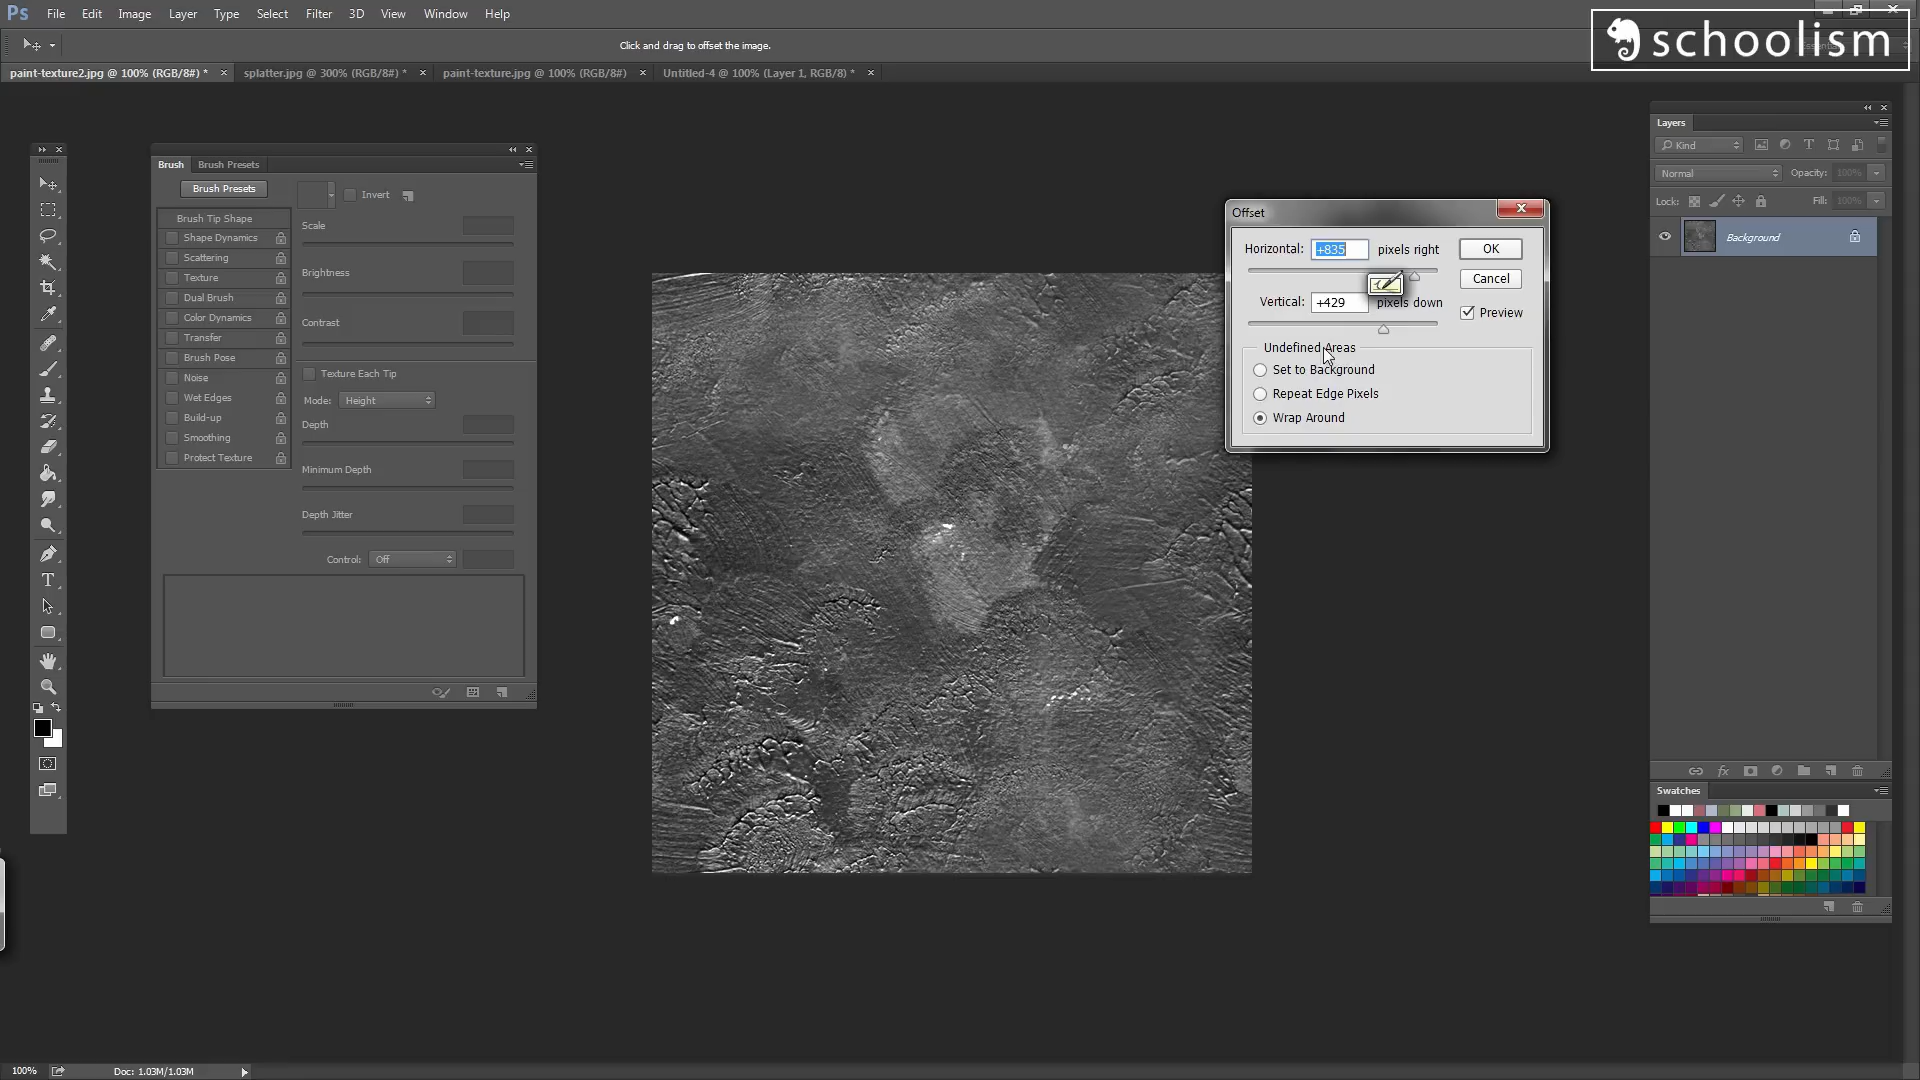 Ps File Edit Image Layer Type Select Filter 3D View Window Help
Click and drag to offset the image.
schoolism
paint-texture2.jpg @ 100% (RGB/8#) * × splatter.jpg @ 300% (RGB/8#) * × paint-texture.jpg @ 100% (RGB/8#) × Untitled-4 @ 100% (Layer 1, RGB/8) * ×
Brush Brush Presets
Brush Presets
Brush Tip Shape
Shape Dynamics
Scattering
Texture
Dual Brush
Color Dynamics
Transfer
Brush Pose
Noise
Wet Edges
Build-up
Smoothing
Protect Texture
Invert
Scale
Brightness
Contrast
Texture Each Tip
Mode: Height
Depth
Minimum Depth
Depth Jitter
Control: Off
Offset
Horizontal: +835 pixels right
Vertical: +429 pixels down
OK
Cancel
Preview
Undefined Areas
Set to Background
Repeat Edge Pixels
Wrap Around
Layers
Kind
Normal Opacity: 100%
Lock: Fill: 100%
Background
fx
Swatches
100% Doc: 1.03M/1.03M